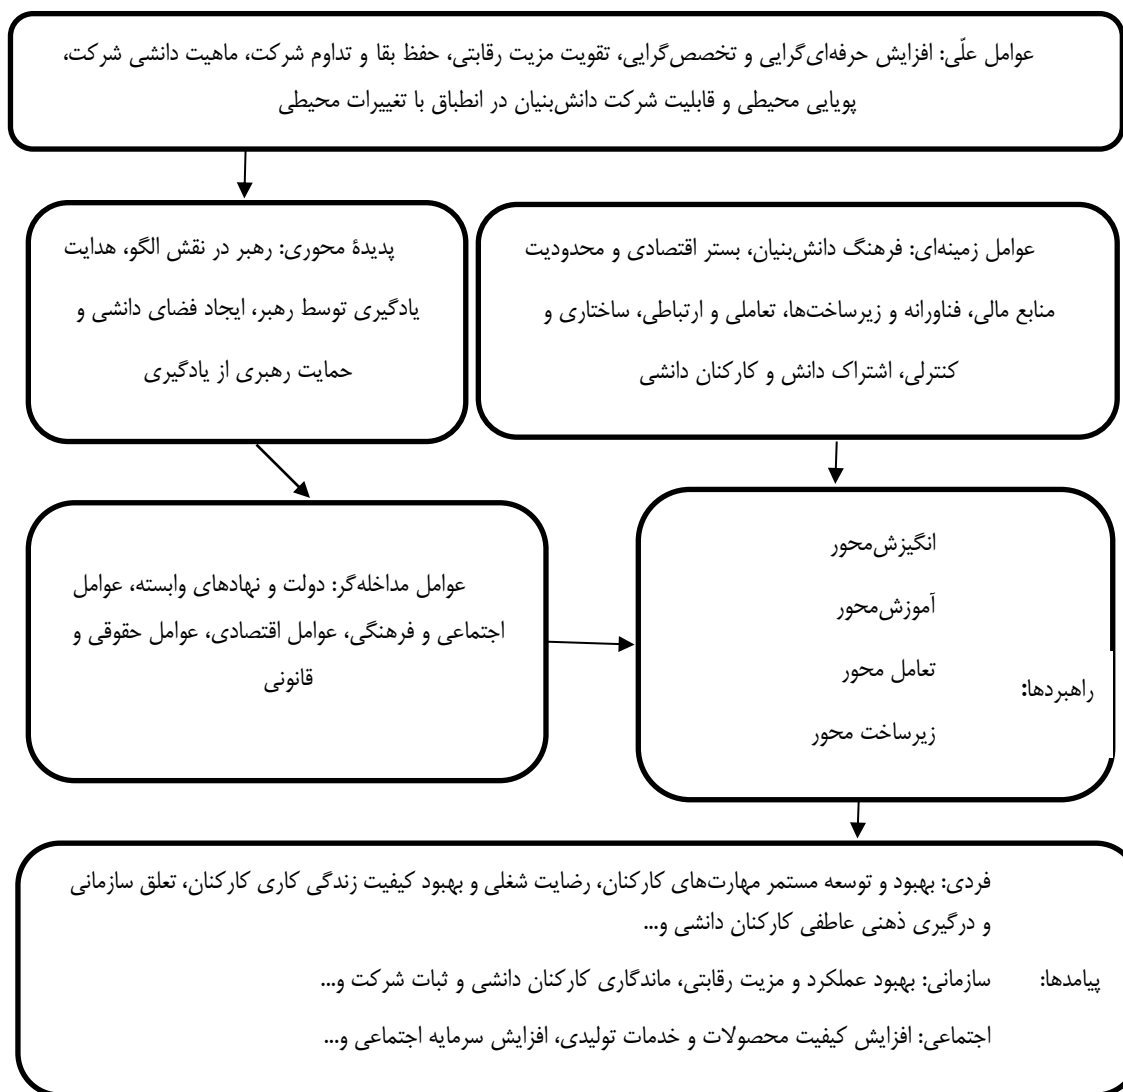 عوامل علّی: افزایش حرفه‌ای‌گرایی و تخصص‌گرایی، تقویت مزیت رقابتی، حفظ بقا و تداوم شرکت، ماهیت دانشی شرکت،
پویایی محیطی و قابلیت شرکت دانش‌بنیان در انطباق با تغییرات محیطی
عوامل زمینه‌ای: فرهنگ دانش‌بنیان، بستر اقتصادی و محدودیت
منابع مالی، فناورانه و زیرساخت‌ها، تعاملی و ارتباطی، ساختاری و
کنترلی، اشتراک دانش و کارکنان دانشی
پدیدۀ محوری: رهبر در نقش الگو، هدایت
یادگیری توسط رهبر، ایجاد فضای دانشی و
حمایت رهبری از یادگیری
راهبردها:
انگیزش‌محور
آموزش‌محور
تعامل محور
زیرساخت محور
عوامل مداخله‌گر: دولت و نهادهای وابسته، عوامل
اجتماعی و فرهنگی، عوامل اقتصادی، عوامل حقوقی و
قانونی
پیامدها:
فردی: بهبود و توسعه مستمر مهارت‌های کارکنان، رضایت شغلی و بهبود کیفیت زندگی کاری کارکنان، تعلق سازمانی
و درگیری ذهنی عاطفی کارکنان دانشی و...
سازمانی: بهبود عملکرد و مزیت رقابتی، ماندگاری کارکنان دانشی و ثبات شرکت و...
اجتماعی: افزایش کیفیت محصولات و خدمات تولیدی، افزایش سرمایه اجتماعی و...